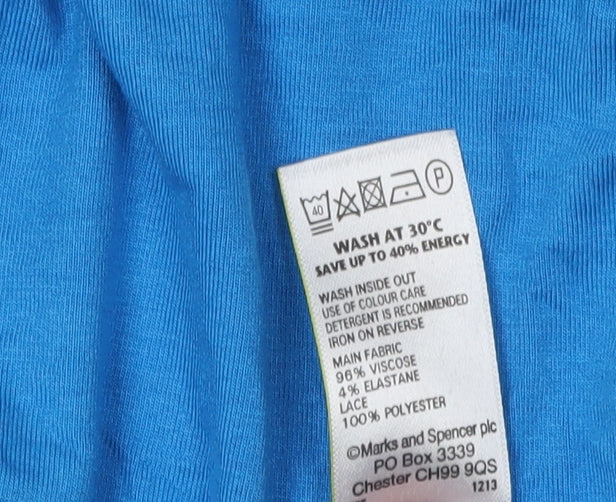 40
P
WASH AT 30°C
SAVE UP TO 40% ENERGY
WASH INSIDE OUT
USE OF COLOUR CARE
DETERGENT IS RECOMMENDED
IRON ON REVERSE
MAIN FABRIC
96% VISCOSE
4% ELASTANE
LACE
100% POLYESTER
©Marks and Spencer plc
PO Box 3339
Chester CH99 9QS
1213